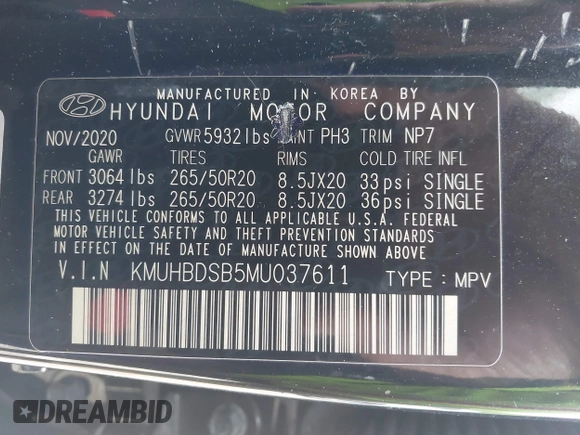 MANUFACTURED IN KOREA BY
HYUNDAI MOTOR COMPANY
NOV/2020 GVWR 5932 lbs PH3 TRIM NP7
GAWR TIRES RIMS COLD TIRE INFL
FRONT 3064 lbs 265/50R20 8.5JX20 33psi SINGLE
REAR 3274 lbs 265/50R20 8.5JX20 36psi SINGLE
THIS VEHICLE CONFORMS TO ALL APPLICABLE U.S.A. FEDERAL
MOTOR VEHICLE SAFETY AND THEFT PREVENTION STANDARDS
IN EFFECT ON THE DATE OF MANUFACTURE SHOWN ABOVE
V.I.N KMUHBDSB5MU037611 TYPE : MPV
DREAMBID